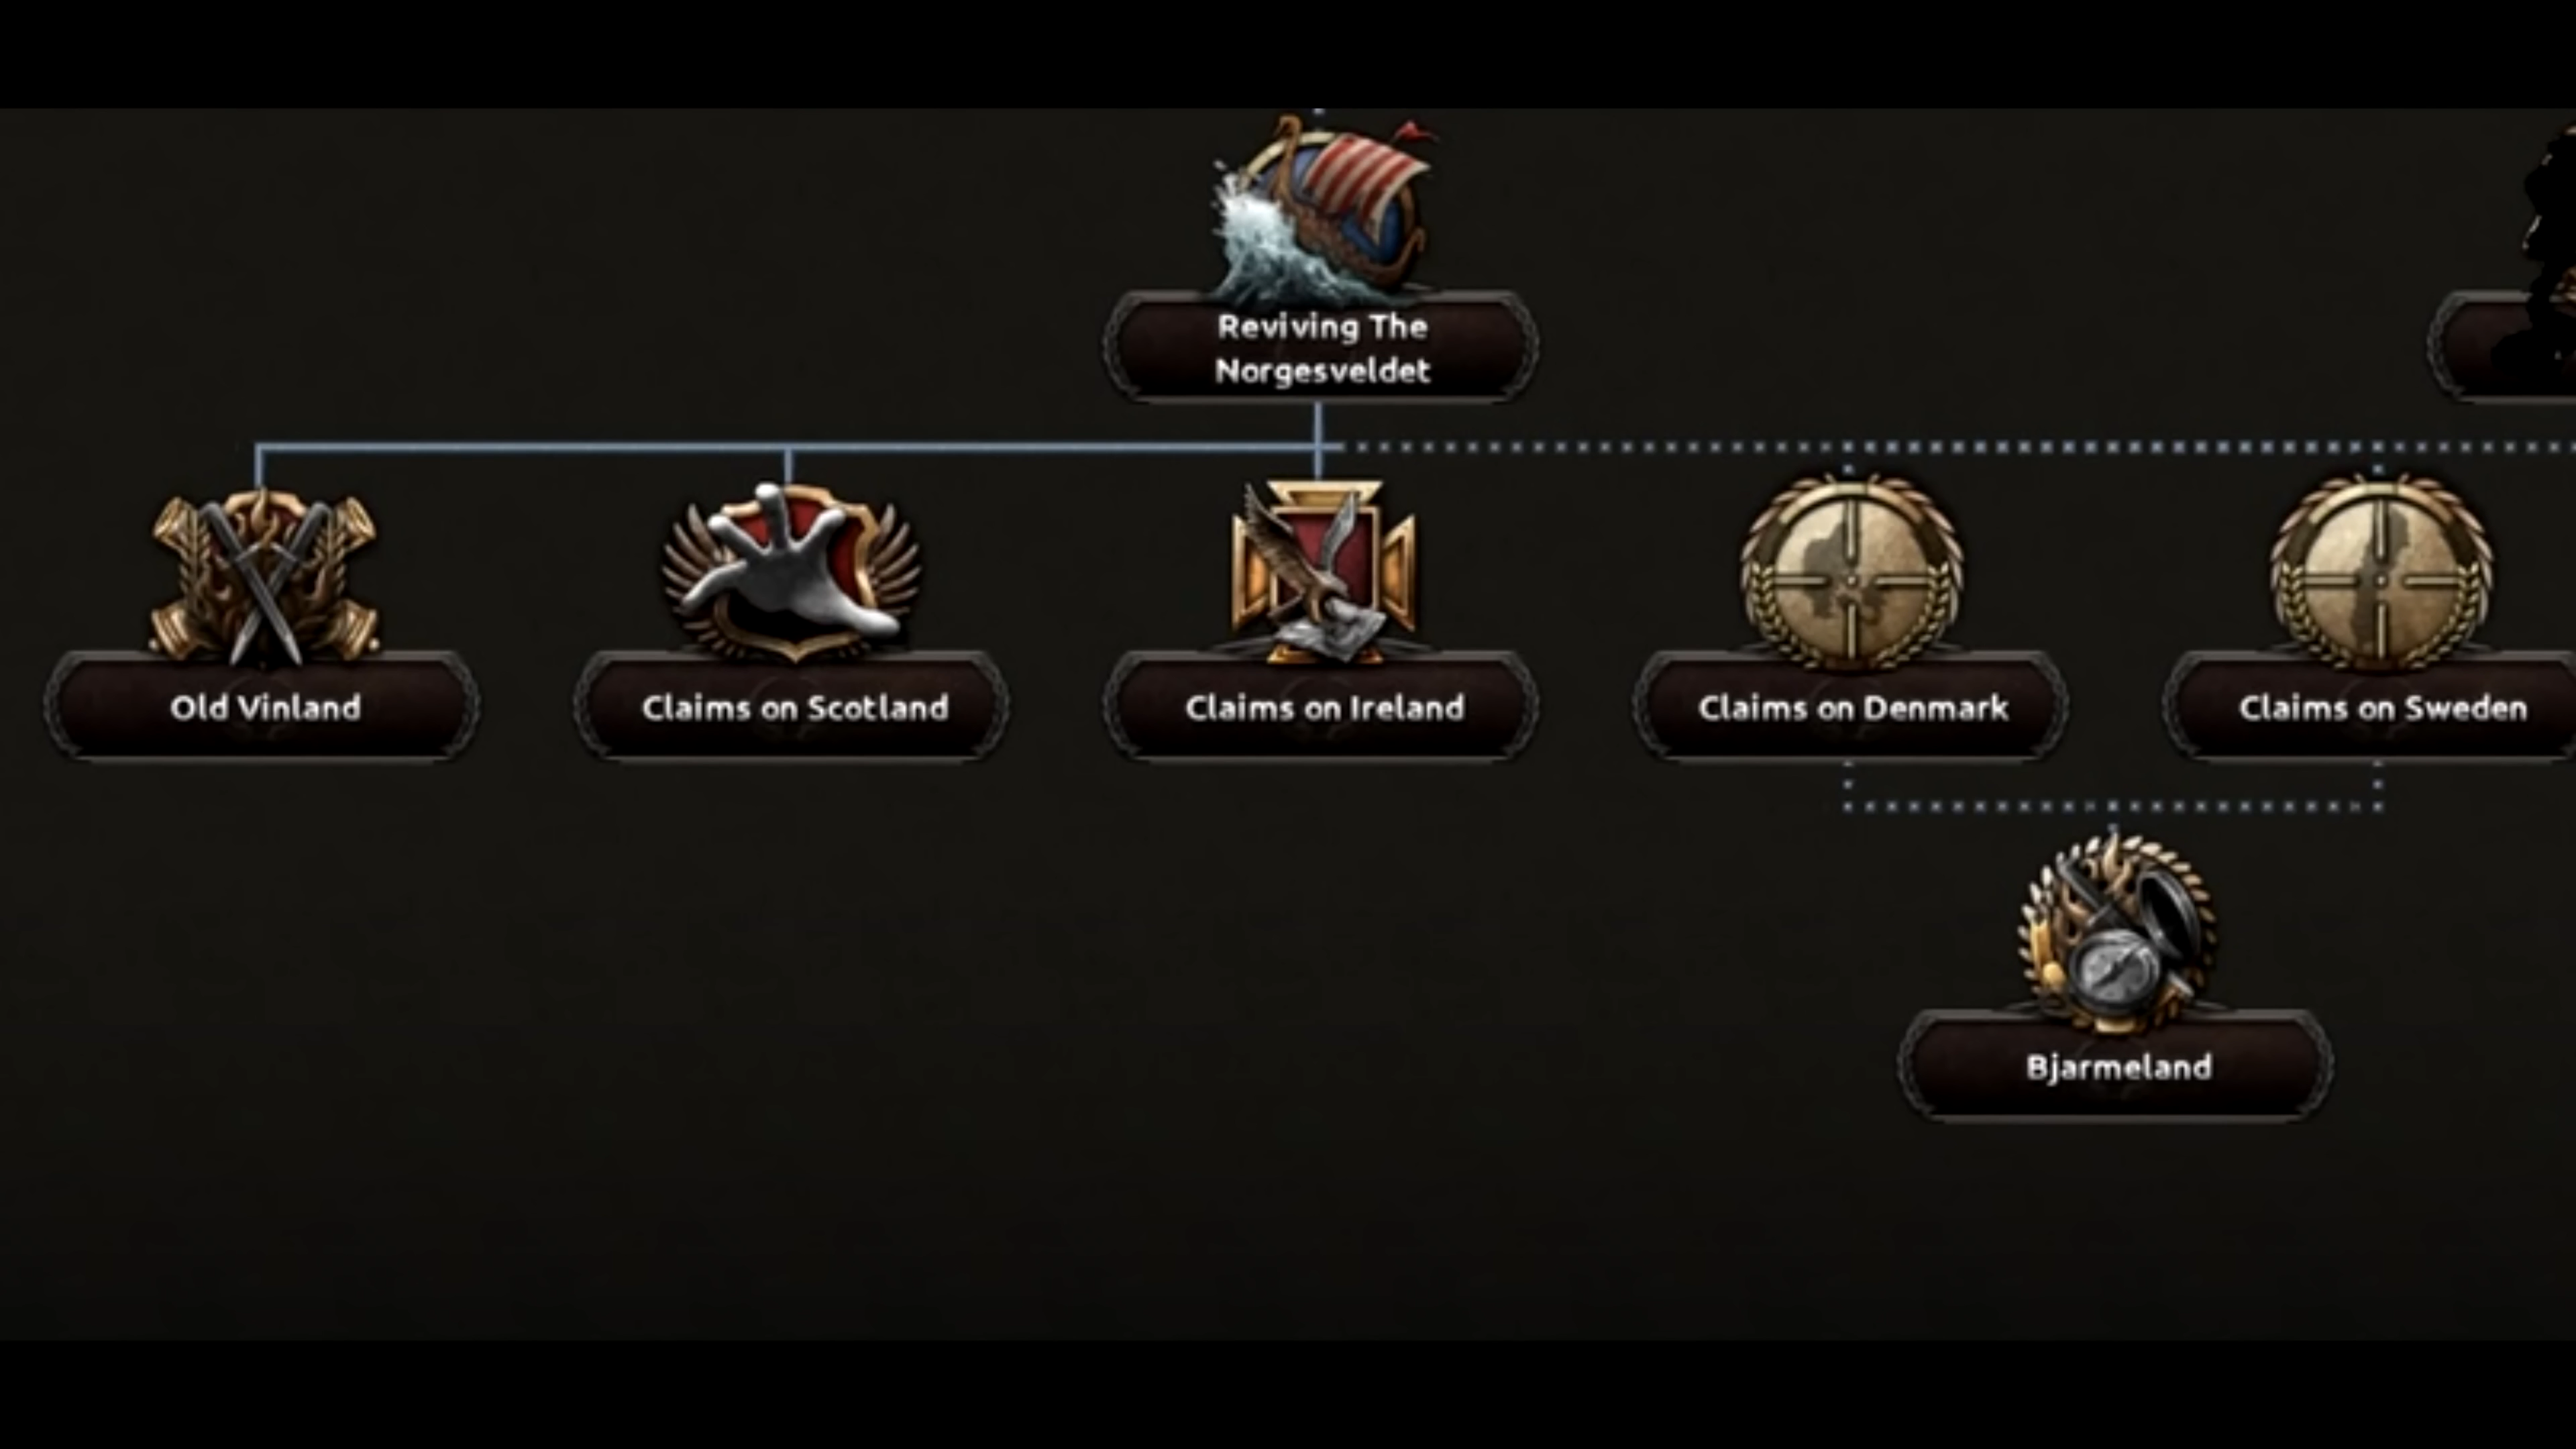 Reviving The
Norgesveldet
Old Vinland
Claims on Scotland
Claims on Ireland
Claims on Denmark
Claims on Sweden
Bjarmeland